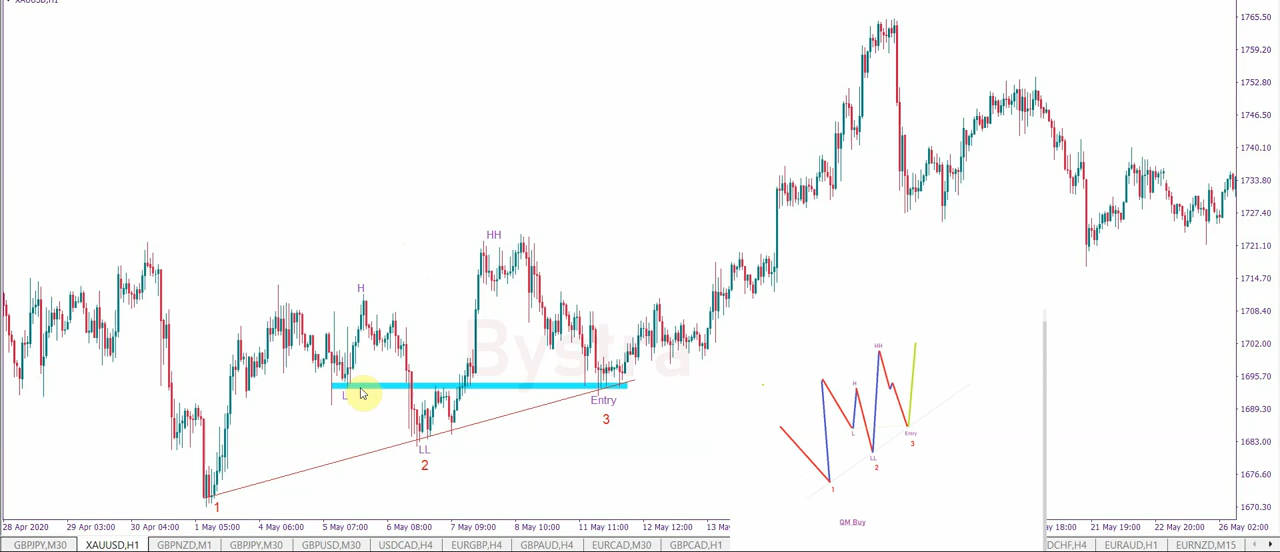 XAUUSD,H1
1765.50
1759.20
1752.80
1746.50
1740.10
1733.80
1727.40
1721.10
1714.70
1708.40
1702.00
1695.70
1689.30
1683.00
1676.60
1670.30
HH
H
Bystra
L
Entry
3
LL
2
1
HH
H
L
Entry
3
LL
2
1
QM Buy
28 Apr 2020 29 Apr 03:00 30 Apr 04:00 1 May 05:00 4 May 06:00 5 May 07:00 6 May 08:00 7 May 09:00 8 May 10:00 11 May 11:00 12 May 12:00 13 18:00 21 May 19:00 22 May 20:00 26 May 02:00
GBPJPY,M30 XAUUSD,H1 GBPNZD,M1 GBPJPY,M30 GBPUSD,M30 USDCAD,H4 EURGBP,H4 GBPAUD,H4 EURCAD,M30 GBPCAD,H1 DCHF,H4 EURAUD,H1 EURNZD,M15